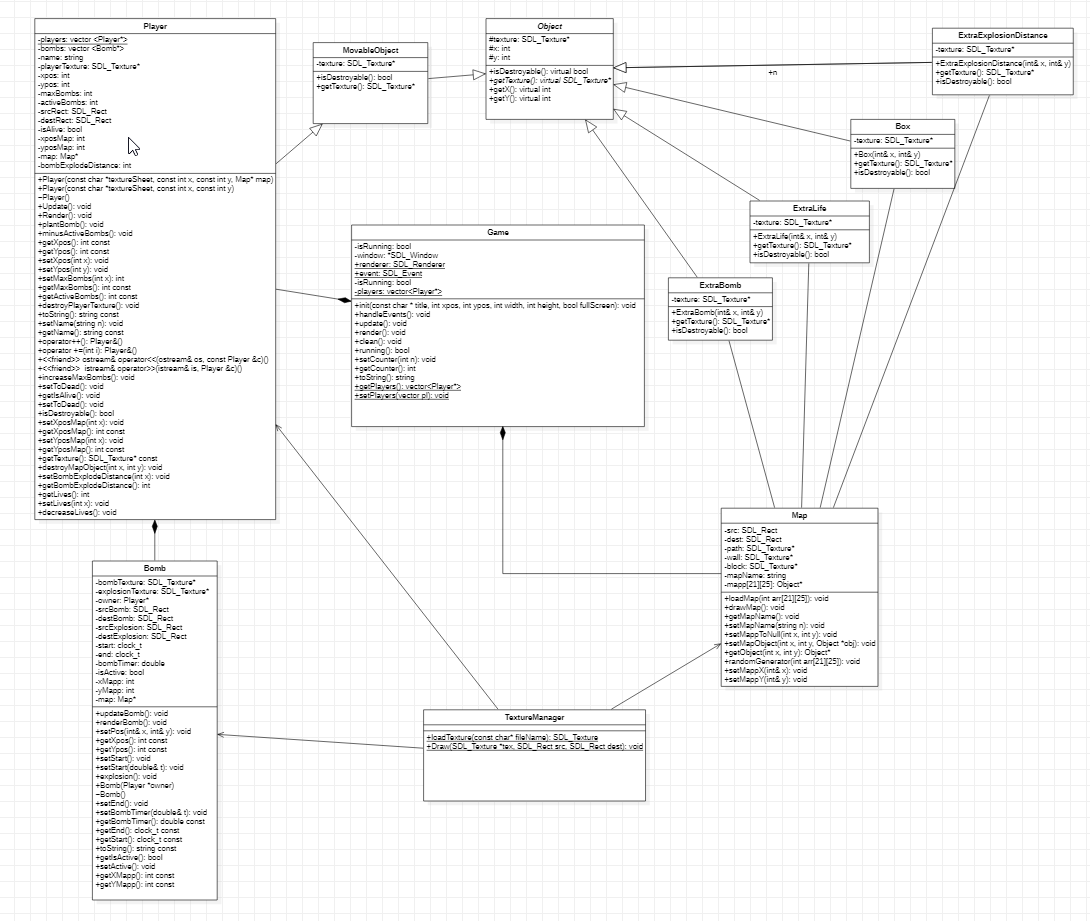 Player
-players: vector <Player*>
-bombs: vector <Bomb*>
-name: string
-playerTexture: SDL_Texture*
-xpos: int
-ypos: int
-maxBombs: int
-activeBombs: int
-srcRect: SDL_Rect
-destRect: SDL_Rect
-isAlive: bool
-xposMap: int
-yposMap: int
-map: Map*
-bombExplodeDistance: int
+Player(const char *textureSheet, const int x, const int y, Map* map)
+Player(const char *textureSheet, const int x, const int y)
~Player()
+Update(): void
+Render(): void
+plantBomb(): void
+minusActiveBombs(): void
+getXpos(): int const
+getYpos(): int const
+setXpos(int x): void
+setYpos(int y): void
+setMaxBombs(int x): int
+getMaxBombs(): int const
+getActiveBombs(): int const
+destroyPlayerTexture(): void
+toString(): string const
+setName(string n): void
+getName(): string const
+operator++(): Player&()
+operator +=(int i): Player&()
+<<friend>> ostream& operator<<(ostream& os, const Player &c)()
+<<friend>>  istream& operator>>(istream& is, Player &c)()
+increaseMaxBombs(): void
+setToDead(): void
+getIsAlive(): void
+setToDead(): void
+isDestroyable(): bool
+setXposMap(int x): void
+getXposMap(): int const
+setYposMap(int x): void
+getYposMap(): int const
+getTexture(): SDL_Texture* const
+destroyMapObject(int x, int y): void
+setBombExplodeDistance(int x): void
+getBombExplodeDistance(): int
+getLives(): int
+setLives(int x): void
+decreaseLives(): void
MovableObject
-texture: SDL_Texture*
+isDestroyable(): bool
+getTexture(): SDL_Texture*
Object
#texture: SDL_Texture*
#x: int
#y: int
+isDestroyable(): virtual bool
+getTexture(): virtual SDL_Texture*
+getX(): virtual int
+getY(): virtual int
+n
ExtraExplosionDistance
-texture: SDL_Texture*
+ExtraExplosionDistance(int& x, int& y)
+getTexture(): SDL_Texture*
+isDestroyable(): bool
Box
-texture: SDL_Texture*
+Box(int& x, int& y)
+getTexture(): SDL_Texture*
+isDestroyable(): bool
ExtraLife
-texture: SDL_Texture*
+ExtraLife(int& x, int& y)
+getTexture(): SDL_Texture*
+isDestroyable(): bool
ExtraBomb
-texture: SDL_Texture*
+ExtraBomb(int& x, int& y)
+getTexture(): SDL_Texture*
+isDestroyable(): bool
Game
-isRunning: bool
-window: *SDL_Window
+renderer: SDL_Renderer
+event: SDL_Event
-isRunning: bool
-players: vector<Player*>
+init(const char * title, int xpos, int ypos, int width, int height, bool fullScreen): void
+handleEvents(): void
+update(): void
+render(): void
+clean(): void
+running(): bool
+setCounter(int n): void
+getCounter(): int
+toString(): string
+getPlayers(): vector<Player*>
+setPlayers(vector pl): void
Map
-src: SDL_Rect
-dest: SDL_Rect
-path: SDL_Texture*
-wall: SDL_Texture*
-block: SDL_Texture*
-mapName: string
-mapp[21][25]: Object*
+loadMap(int arr[21][25]): void
+drawMap(): void
+getMapName(): void
+setMapName(string n): void
+setMappToNull(int x, int y): void
+setMapObject(int x, int y, Object *obj): void
+getObject(int x, int y): Object*
+randomGenerator(int arr[21][25]): void
+setMappX(int& x): void
+setMappY(int& y): void
Bomb
-bombTexture: SDL_Texture*
-explosionTexture: SDL_Texture*
-owner: Player*
-srcBomb: SDL_Rect
-destBomb: SDL_Rect
-srcExplosion: SDL_Rect
-destExplosion: SDL_Rect
-start: clock_t
-end: clock_t
-bombTimer: double
-isActive: bool
-xMapp: int
-yMapp: int
-map: Map*
+updateBomb(): void
+renderBomb(): void
+setPos(int& x, int& y): void
+getXpos(): int const
+getYpos(): int const
+setStart(): void
+setStart(double& t): void
+explosion(): void
+Bomb(Player *owner)
~Bomb()
+setEnd(): void
+setBombTimer(double& t): void
+getBombTimer(): double const
+getEnd(): clock_t const
+getStart(): clock_t const
+toString(): string const
+getIsActive(): bool
+setActive(): void
+getXMapp(): int const
+getYMapp(): int const
TextureManager
+loadTexture(const char* fileName): SDL_Texture
+Draw(SDL_Texture *tex, SDL_Rect src, SDL_Rect dest): void